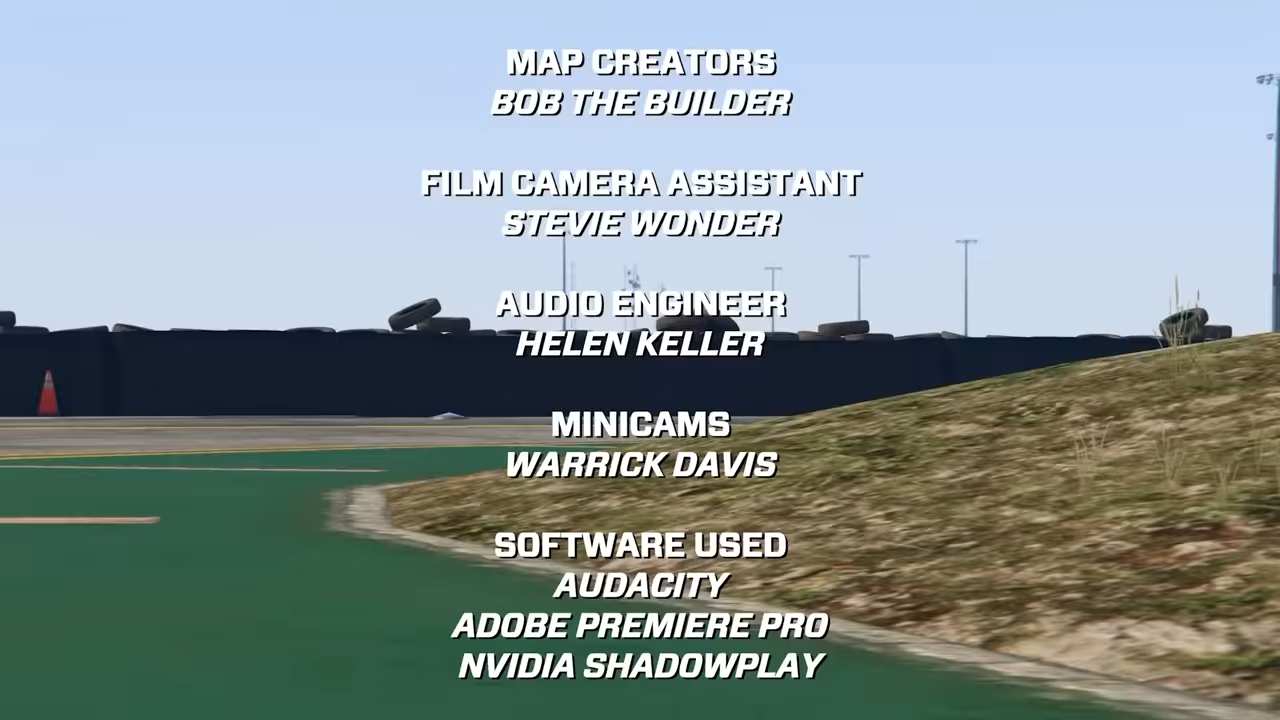 MAP CREATORS
BOB THE BUILDER
FILM CAMERA ASSISTANT
STEVIE WONDER
AUDIO ENGINEER
HELEN KELLER
MINICAMS
WARRICK DAVIS
SOFTWARE USED
AUDACITY
ADOBE PREMIERE PRO
NVIDIA SHADOWPLAY